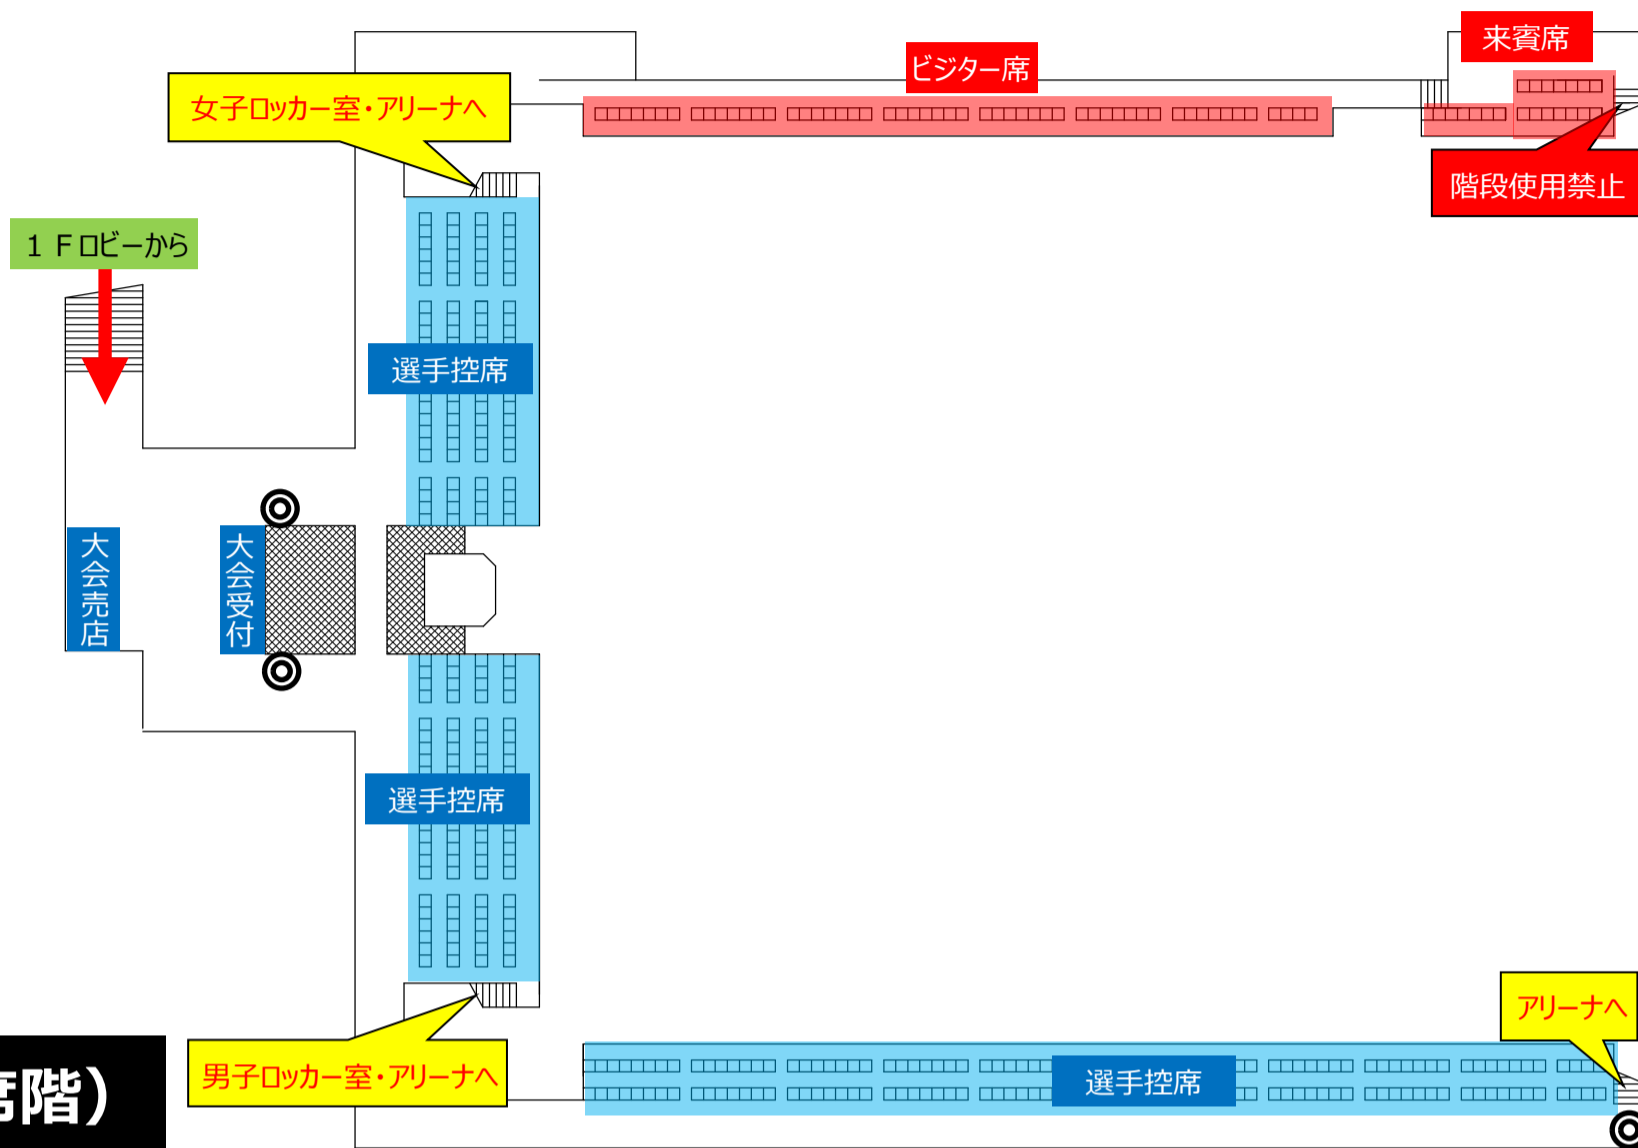 来賓席
ビジター席
女子ロッカー室・アリーナへ
階段使用禁止
1Fロビーから
選手控席
大会売店
大会受付
選手控席
アリーナへ
男子ロッカー室・アリーナへ
選手控席
席階）